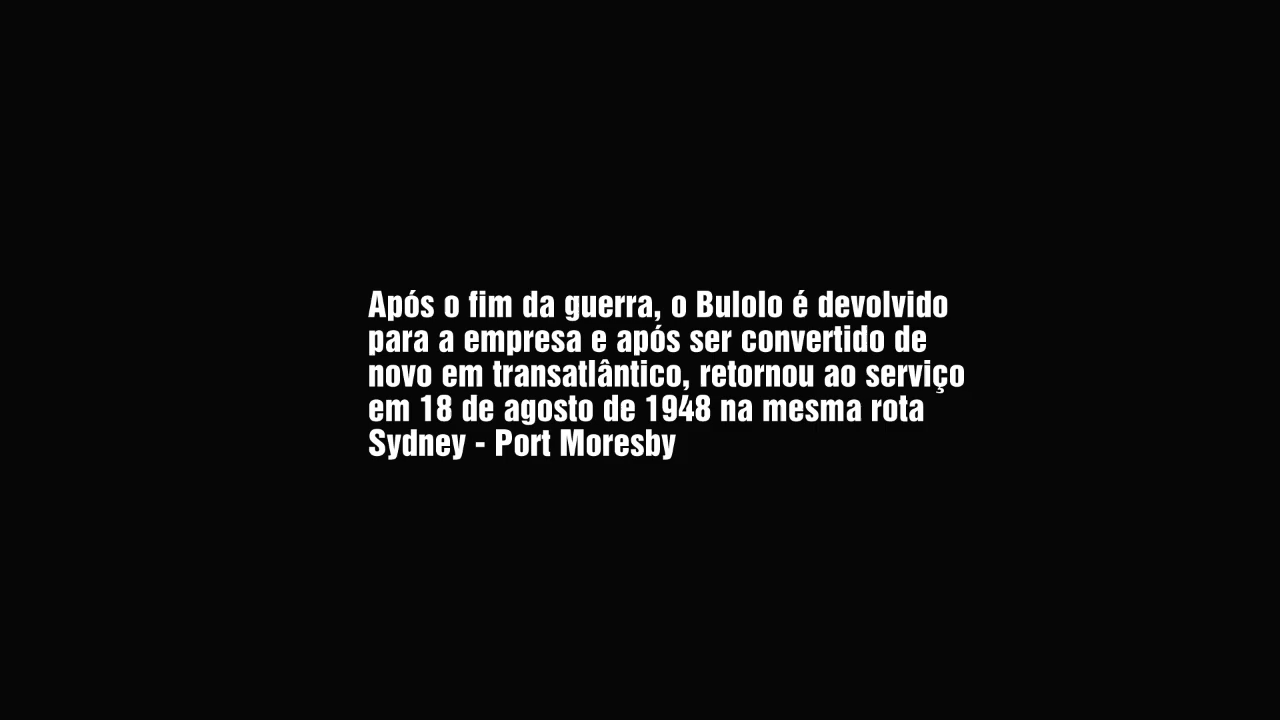 Após o fim da guerra, o Bulolo é devolvido
para a empresa e após ser convertido de
novo em transatlântico, retornou ao serviço
em 18 de agosto de 1948 na mesma rota
Sydney - Port Moresby